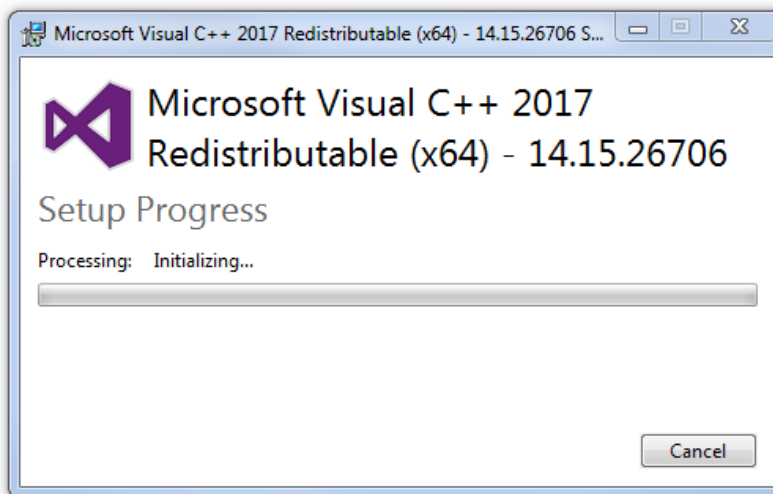 Microsoft Visual C++ 2017 Redistributable (x64) - 14.15.26706 S...
Microsoft Visual C++ 2017
Redistributable (x64) - 14.15.26706
Setup Progress
Processing: Initializing...
Cancel